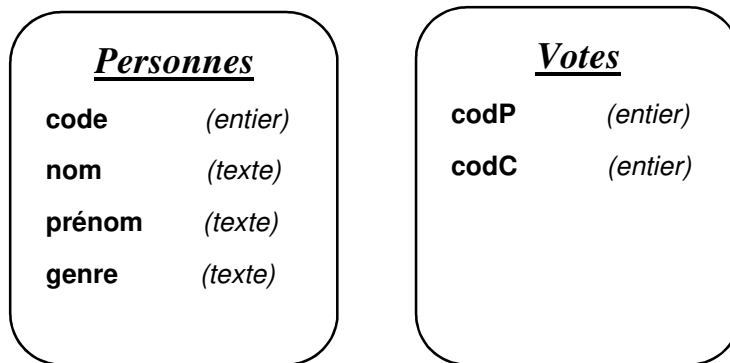 Personnes
code (entier)
nom (texte)
prénom (texte)
genre (texte)
Votes
codP (entier)
codC (entier)